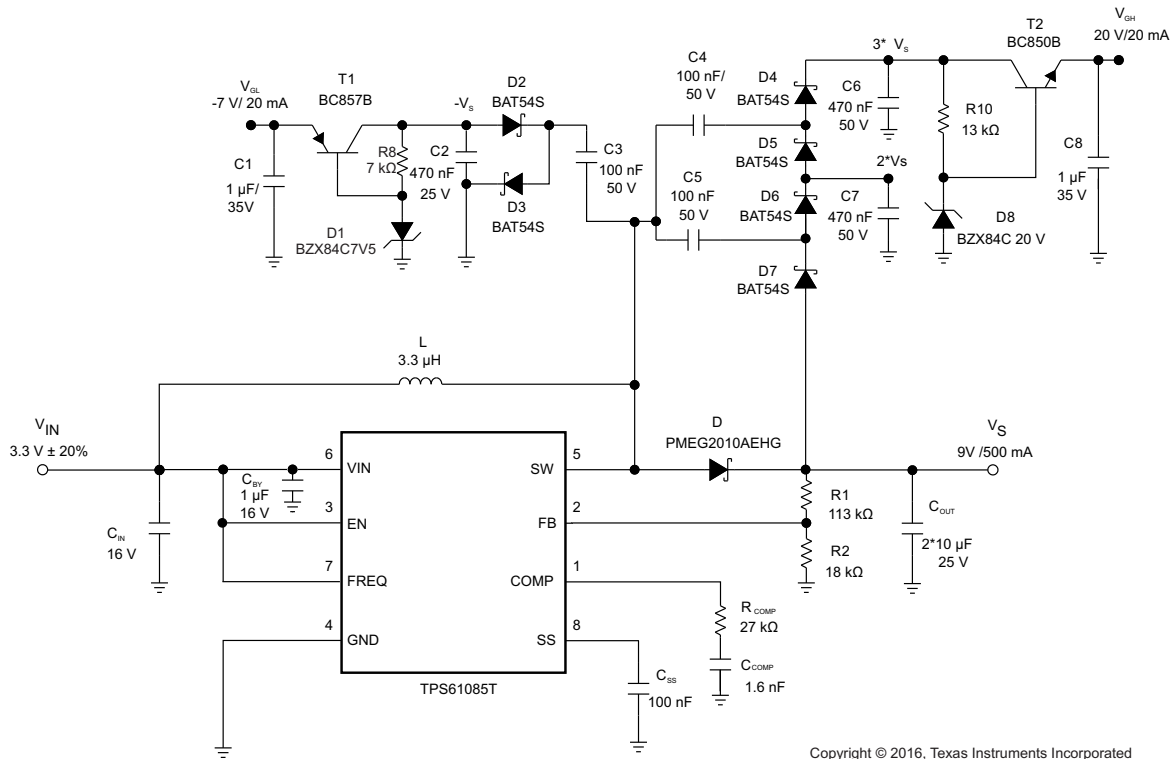 T2
BC850B
V_GH
20 V/20 mA
3* V_S
C4
100 nF/
50 V
D4
BAT54S
C6
470 nF
50 V
R10
13 kΩ
C8
1 µF
35 V
T1
BC857B
V_GL
-7 V/ 20 mA
-V_S
D2
BAT54S
C1
1 µF/
35V
R8
7 kΩ
C2
470 nF
25 V
C3
100 nF
50 V
D3
BAT54S
D1
BZX84C7V5
D5
BAT54S
2*Vs
C5
100 nF
50 V
D6
BAT54S
C7
470 nF
50 V
D8
BZX84C 20 V
D7
BAT54S
L
3.3 µH
V_IN
3.3 V ± 20%
D
PMEG2010AEHG
V_S
9V /500 mA
C_BY
1 µF
16 V
C_IN
16 V
6
VIN
3
EN
7
FREQ
4
GND
5
SW
2
FB
1
COMP
8
SS
TPS61085T
R1
113 kΩ
R2
18 kΩ
C_OUT
2*10 µF
25 V
R_COMP
27 kΩ
C_COMP
1.6 nF
C_SS
100 nF
Copyright © 2016, Texas Instruments Incorporated